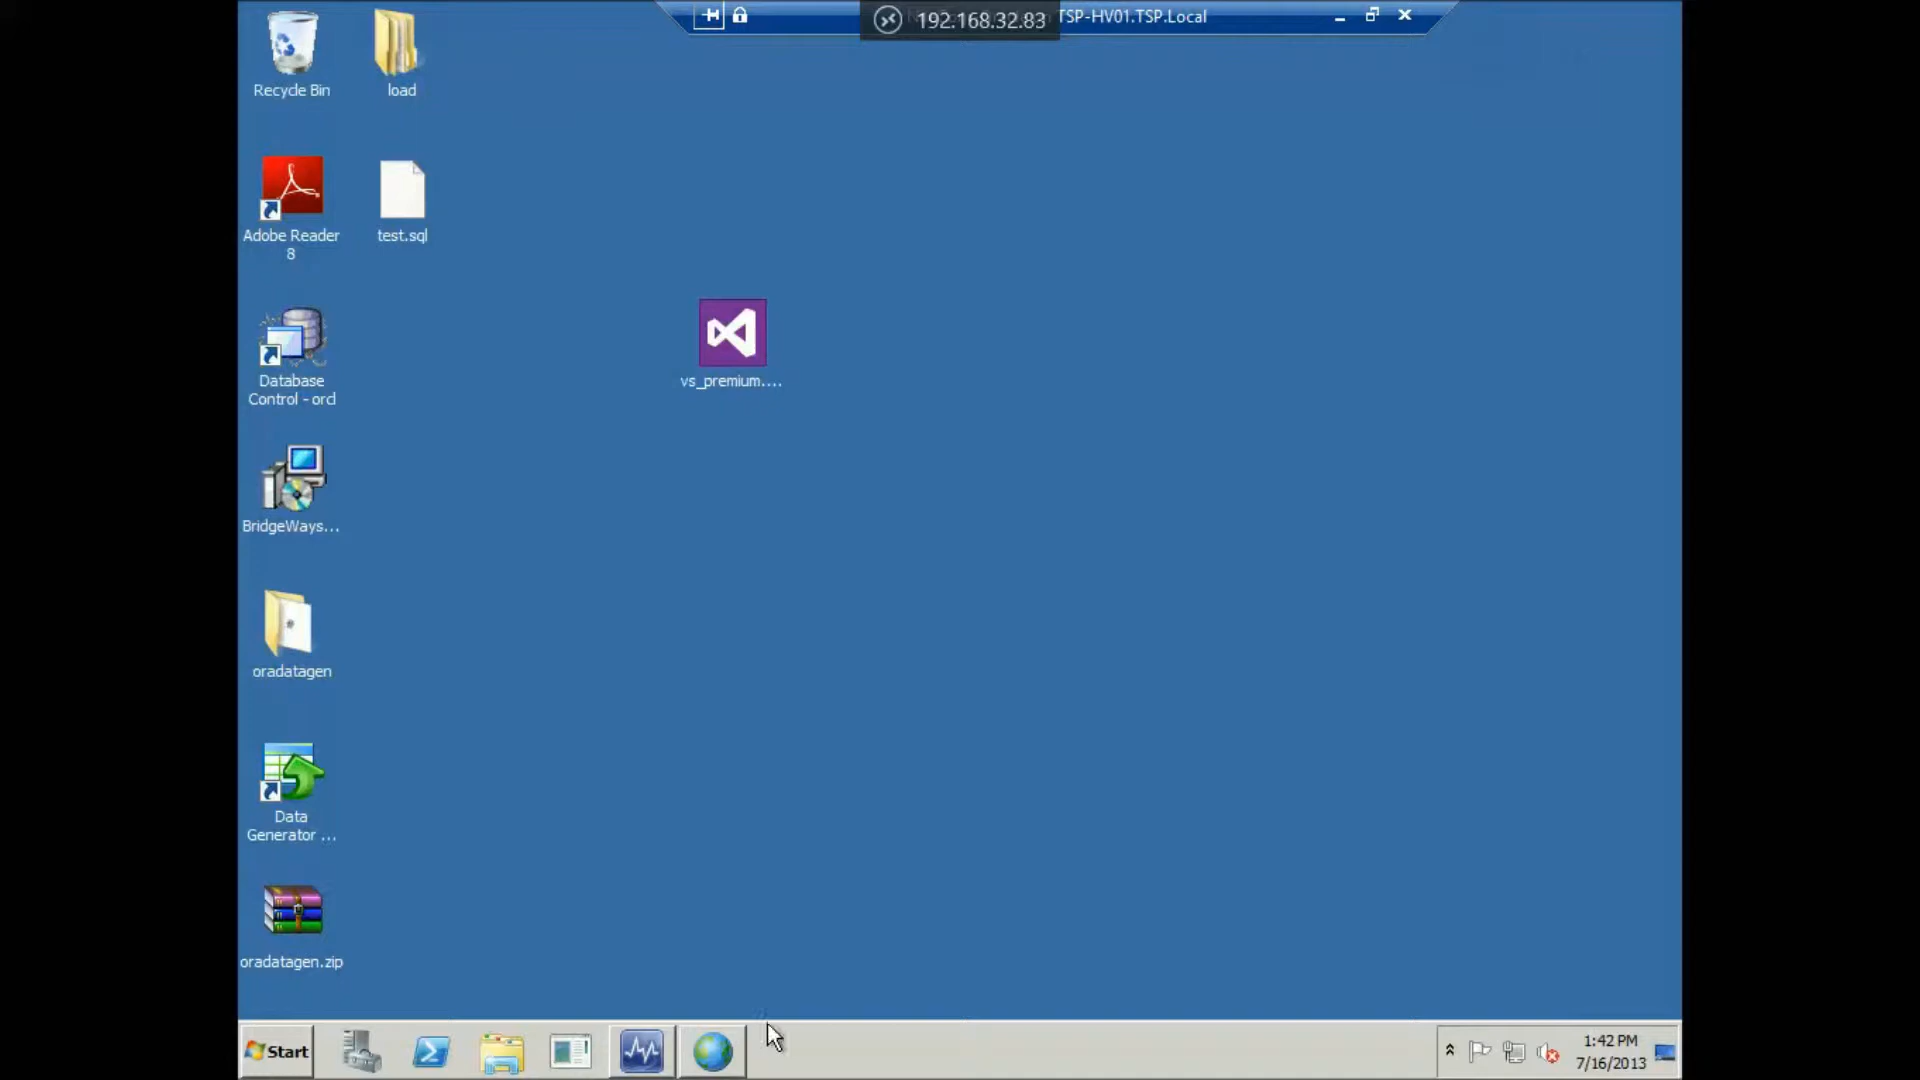 192.168.32.83
TSP-HV01.TSP.Local
Recycle Bin
load
Adobe Reader
8
test.sql
Database
Control - orcl
vs_premium....
BridgeWays...
oradatagen
Data
Generator ...
oradatagen.zip
Start
1:42 PM
7/16/2013